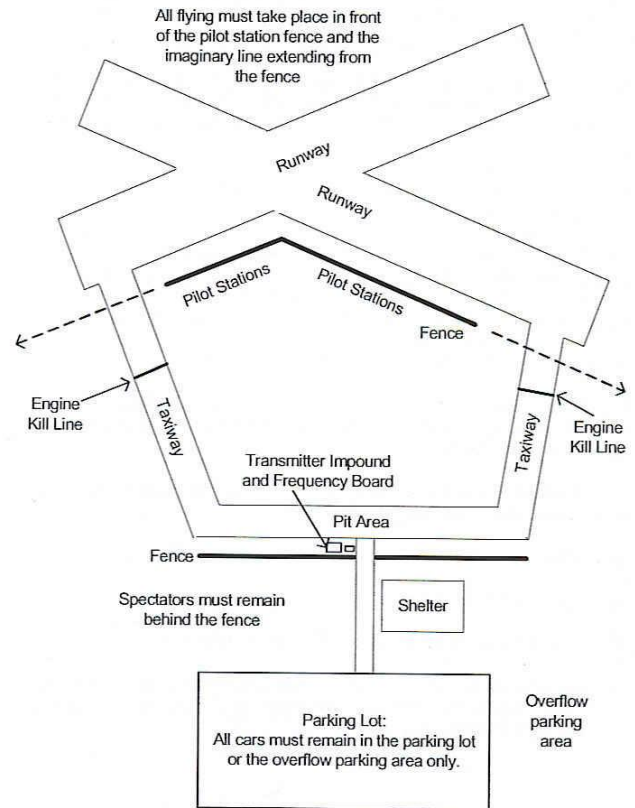 All flying must take place in front
of the pilot station fence and the
imaginary line extending from
the fence
Runway
Runway
Pilot Stations
Pilot Stations
Fence
Engine
Kill Line
Taxiway
Taxiway
Engine
Kill Line
Transmitter Impound
and Frequency Board
Pit Area
Fence
Spectators must remain
behind the fence
Shelter
Parking Lot:
All cars must remain in the parking lot
or the overflow parking area only.
Overflow
parking
area